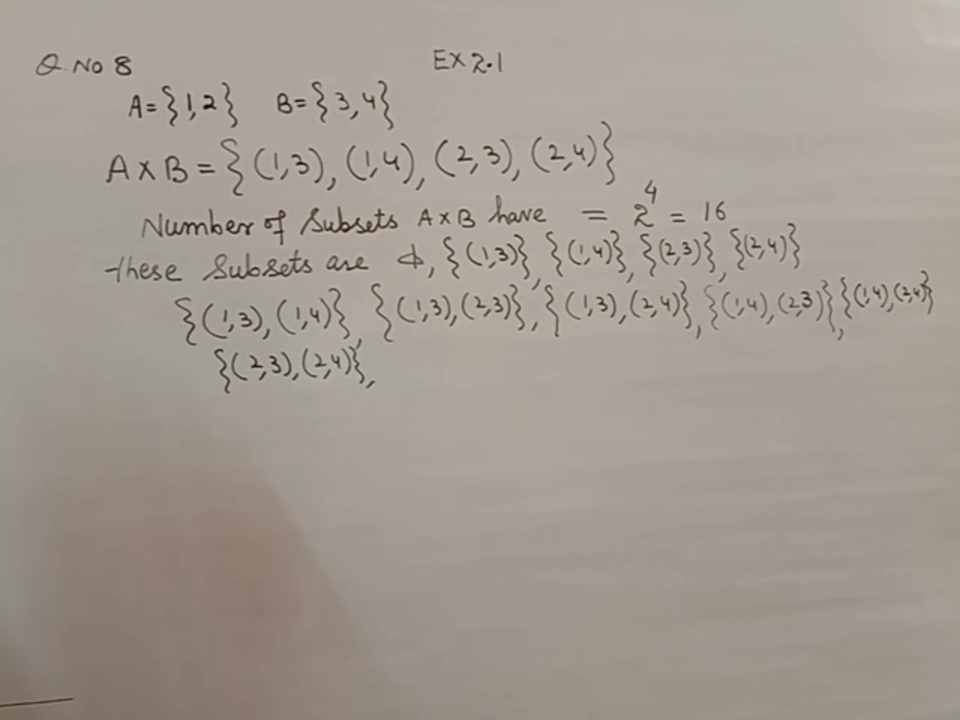 Q. No 8 Ex 2.1
A = {1,2} B = {3,4}
A × B = {(1,3), (1,4), (2,3), (2,4)}
Number of Subsets A×B have = 2⁴ = 16
These Subsets are ϕ, {(1,3)}, {(1,4)}, {(2,3)}, {(2,4)}
{(1,3), (1,4)}, {(1,3), (2,3)}, {(1,3), (2,4)}, {(1,4), (2,3)}, {(1,4), (2,4)}
{(2,3), (2,4)},